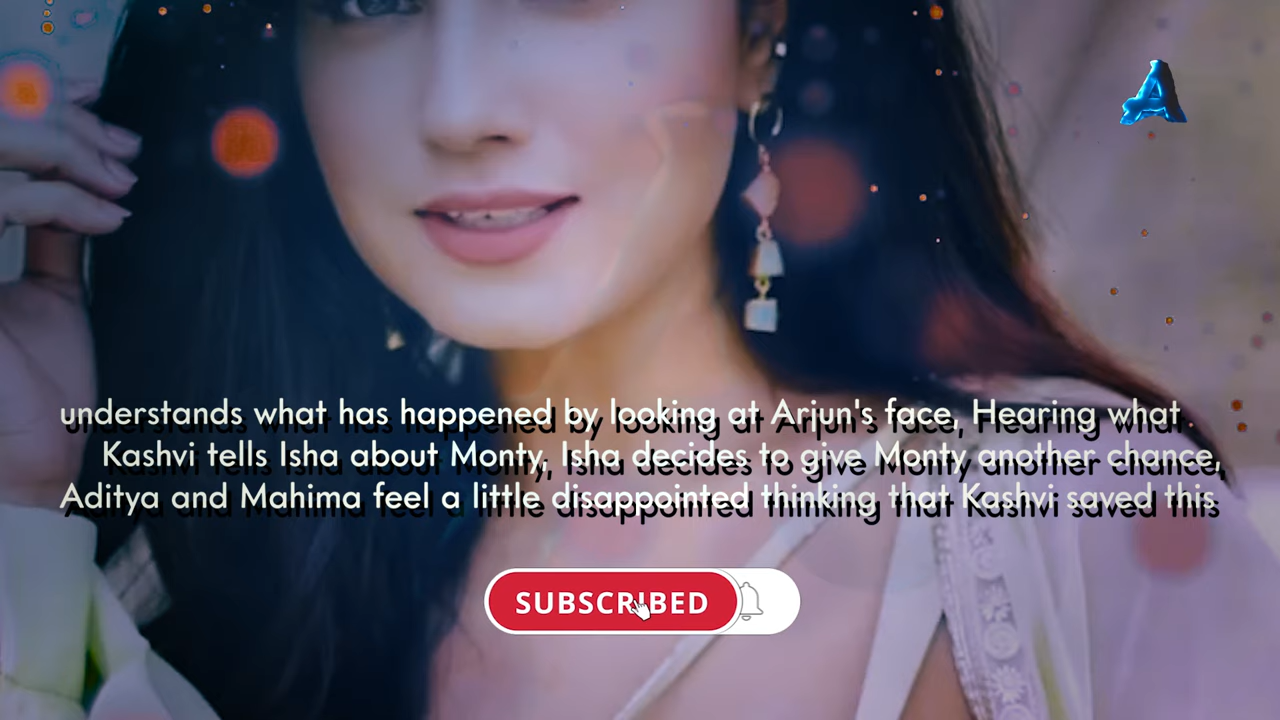 A
understands what has happened by looking at Arjun's face, Hearing what
Kashvi tells Isha about Monty, Isha decides to give Monty another chance,
Aditya and Mahima feel a little disappointed thinking that Kashvi saved this
SUBSCRIBED